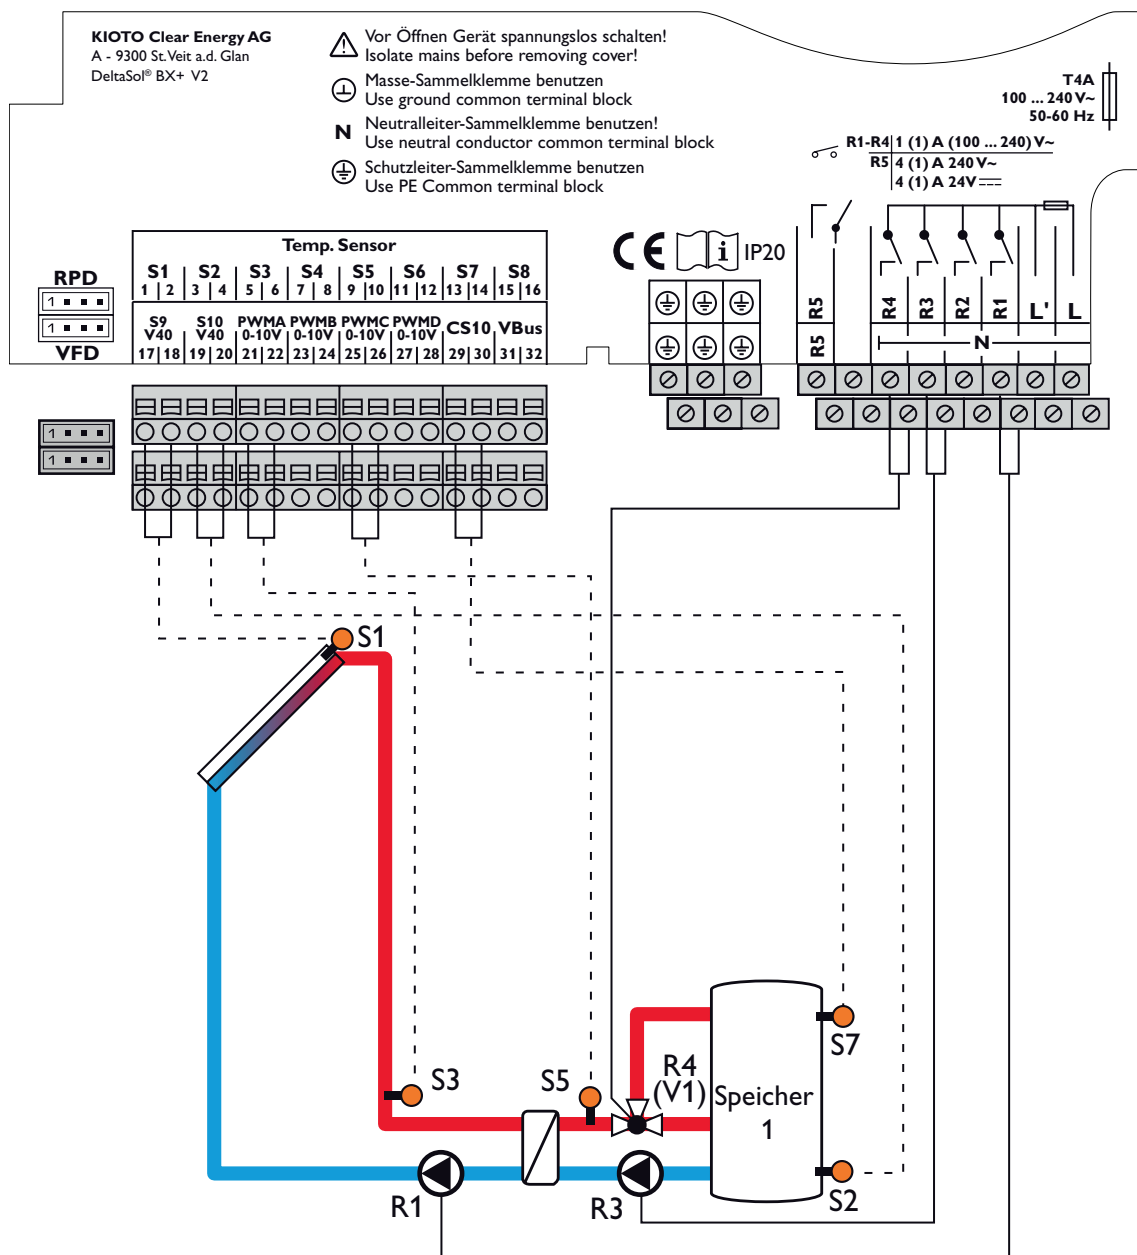 KIOTO Clear Energy AG
A - 9300 St.Veit a.d. Glan
DeltaSol® BX+ V2
Vor Öffnen Gerät spannungslos schalten!
Isolate mains before removing cover!
Masse-Sammelklemme benutzen
Use ground common terminal block
N Neutralleiter-Sammelklemme benutzen!
Use neutral conductor common terminal block
Schutzleiter-Sammelklemme benutzen
Use PE Common terminal block
T4A
100 ... 240 V~
50-60 Hz
R1-R4 1 (1) A (100 ... 240) V~
R5 4 (1) A 240 V~
4 (1) A 24V
CE i IP20
Temp. Sensor
S1 S2 S3 S4 S5 S6 S7 S8
1 2 3 4 5 6 7 8 9 10 11 12 13 14 15 16
S9 S10 PWMA PWMB PWMC PWMD CS10 VBus
V40 V40 0-10V 0-10V 0-10V 0-10V
17 18 19 20 21 22 23 24 25 26 27 28 29 30 31 32
RPD
1
1
VFD
1
1
R5 R4 R3 R2 R1 L' L
R5 N
S1
S3
S5
R4
(V1)
Speicher
1
S7
S2
R1
R3